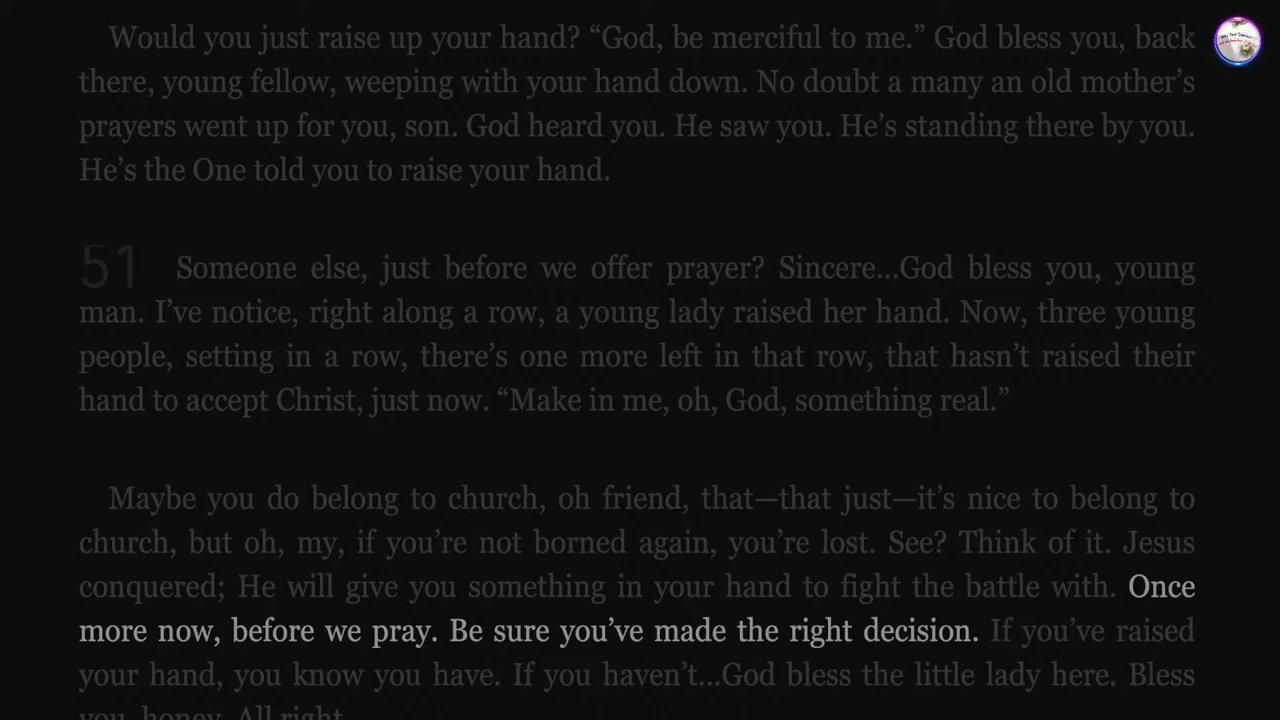 Would you just raise up your hand? “God, be merciful to me.” God bless you, back
there, young fellow, weeping with your hand down. No doubt a many an old mother’s
prayers went up for you, son. God heard you. He saw you. He’s standing there by you.
He’s the One told you to raise your hand.
51 Someone else, just before we offer prayer? Sincere…God bless you, young
man. I’ve notice, right along a row, a young lady raised her hand. Now, three young
people, setting in a row, there’s one more left in that row, that hasn’t raised their
hand to accept Christ, just now. “Make in me, oh, God, something real.”
Maybe you do belong to church, oh friend, that—that just—it’s nice to belong to
church, but oh, my, if you’re not borned again, you’re lost. See? Think of it. Jesus
conquered; He will give you something in your hand to fight the battle with. Once
more now, before we pray. Be sure you’ve made the right decision. If you’ve raised
your hand, you know you have. If you haven’t…God bless the little lady here. Bless
you, honey. All right.